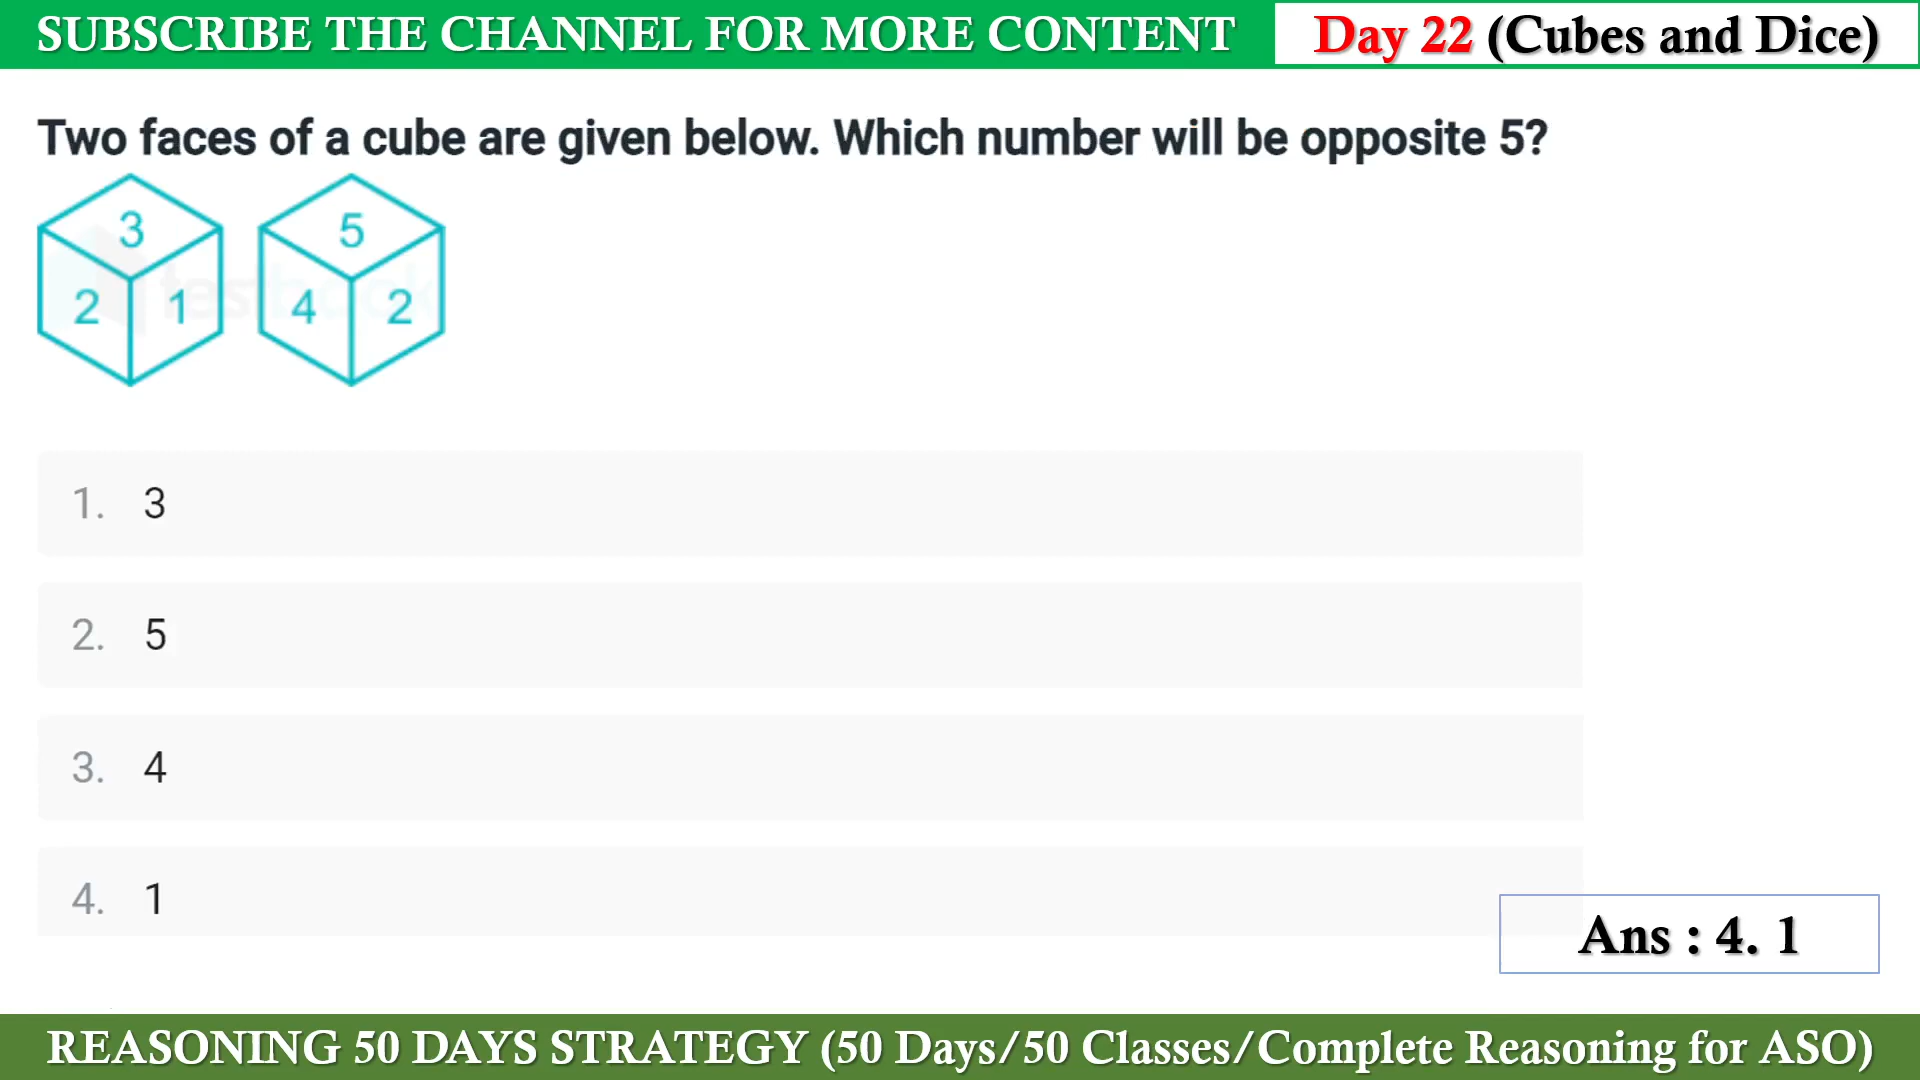 SUBSCRIBE THE CHANNEL FOR MORE CONTENT
Day 22 (Cubes and Dice)
Two faces of a cube are given below. Which number will be opposite 5?
3
2 1
5
4 2
testbook
1. 3
2. 5
3. 4
4. 1
Ans : 4. 1
REASONING 50 DAYS STRATEGY (50 Days/50 Classes/Complete Reasoning for ASO)